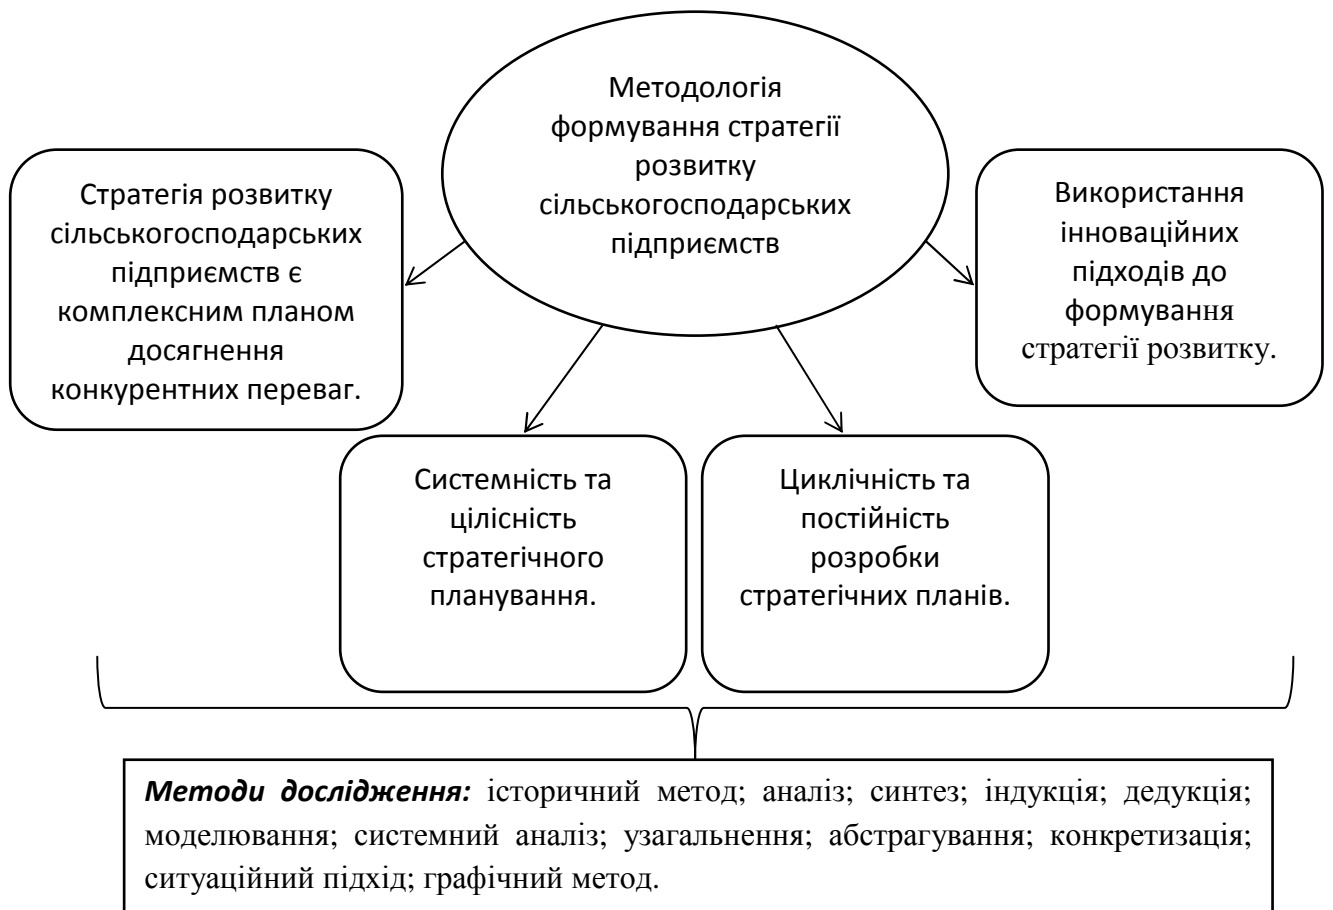 Методологія
формування стратегії
розвитку
сільськогосподарських
підприємств
Стратегія розвитку
сільськогосподарських
підприємств є
комплексним планом
досягнення
конкурентних переваг.
Використання
інноваційних
підходів до
формування
стратегії розвитку.
Системність та
цілісність
стратегічного
планування.
Циклічність та
постійність
розробки
стратегічних планів.
Методи дослідження: історичний метод; аналіз; синтез; індукція; дедукція;
моделювання; системний аналіз; узагальнення; абстрагування; конкретизація;
ситуаційний підхід; графічний метод.